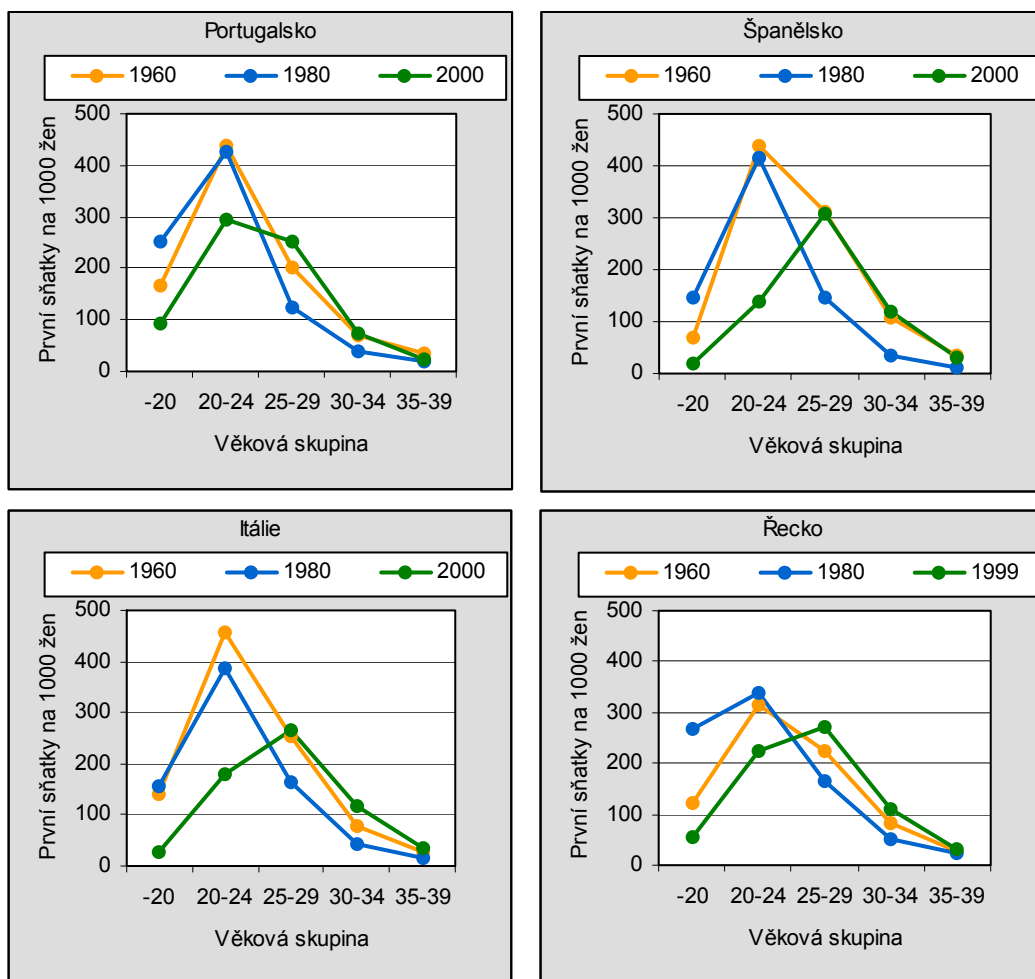 Portugalsko
1960 1980 2000
První sňatky na 1000 žen
500
400
300
200
100
0
-20 20-24 25-29 30-34 35-39
Věková skupina
Španělsko
1960 1980 2000
První sňatky na 1000 žen
500
400
300
200
100
0
-20 20-24 25-29 30-34 35-39
Věková skupina
Itálie
1960 1980 2000
První sňatky na 1000 žen
500
400
300
200
100
0
-20 20-24 25-29 30-34 35-39
Věková skupina
Řecko
1960 1980 1999
První sňatky na 1000 žen
500
400
300
200
100
0
-20 20-24 25-29 30-34 35-39
Věková skupina